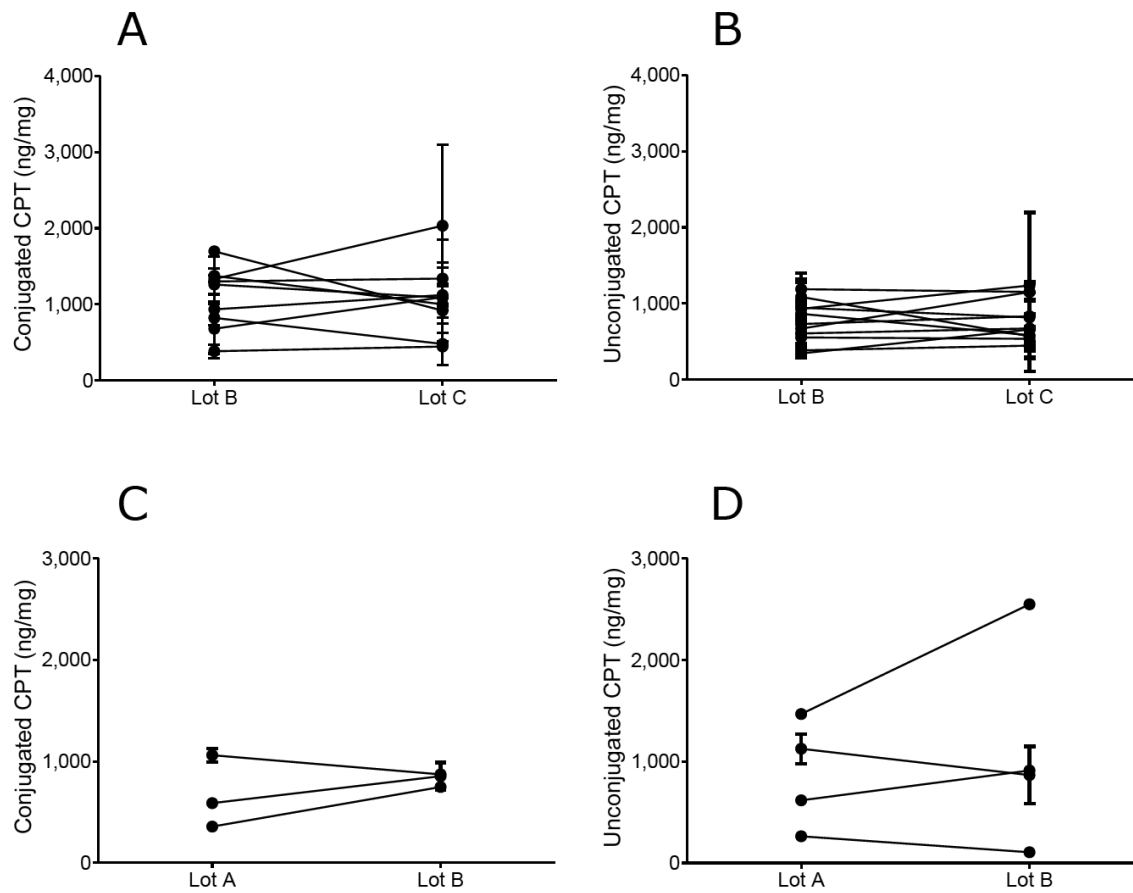 A
Conjugated CPT (ng/mg)
4,000
3,000
2,000
1,000
0
Lot B
Lot C
B
Unconjugated CPT (ng/mg)
4,000
3,000
2,000
1,000
0
Lot B
Lot C
C
Conjugated CPT (ng/mg)
3,000
2,000
1,000
0
Lot A
Lot B
D
Unconjugated CPT (ng/mg)
3,000
2,000
1,000
0
Lot A
Lot B